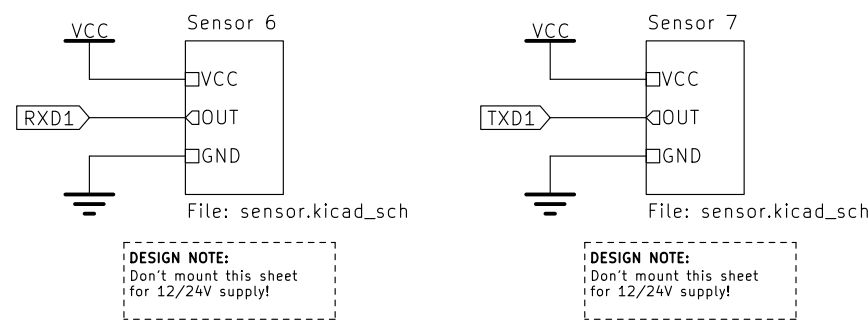 Sensor 6
VCC
VCC
RXD1
OUT
GND
File: sensor.kicad_sch
DESIGN NOTE:
Don't mount this sheet
for 12/24V supply!
Sensor 7
VCC
VCC
TXD1
OUT
GND
File: sensor.kicad_sch
DESIGN NOTE:
Don't mount this sheet
for 12/24V supply!